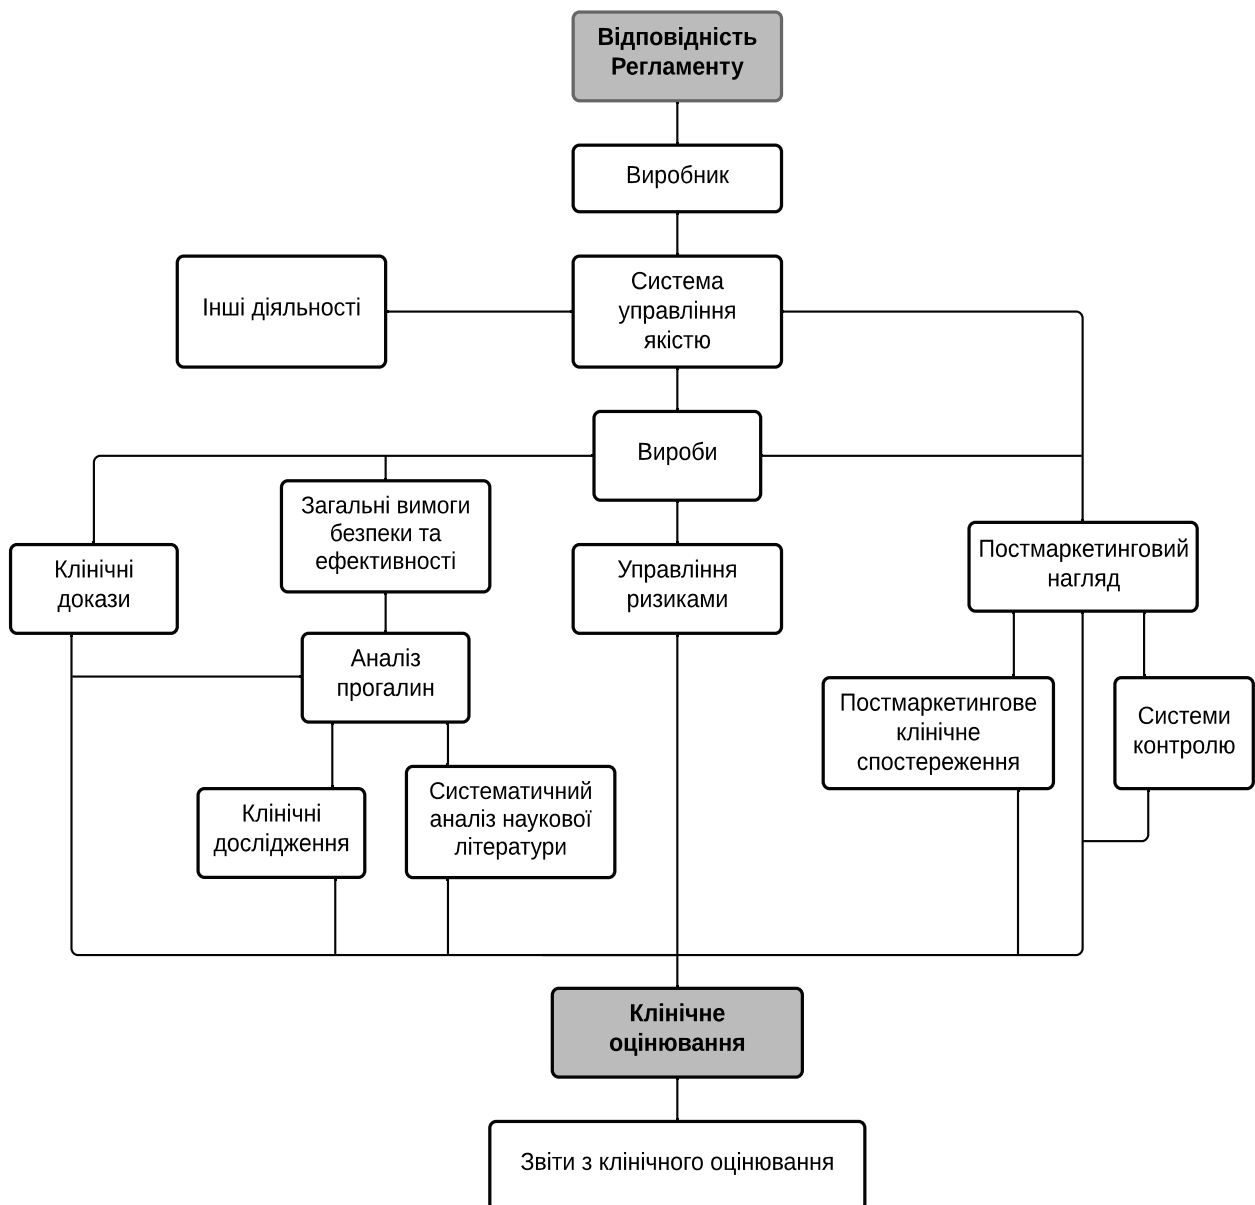 Відповідність
Регламенту
Виробник
Інші діяльності
Система
управління
якістю
Вироби
Загальні вимоги
безпеки та
ефективності
Клінічні
докази
Управління
ризиками
Постмаркетинговий
нагляд
Аналіз
прогалин
Постмаркетингове
клінічне
спостереження
Системи
контролю
Клінічні
дослідження
Систематичний
аналіз наукової
літератури
Клінічне
оцінювання
Звіти з клінічного оцінювання